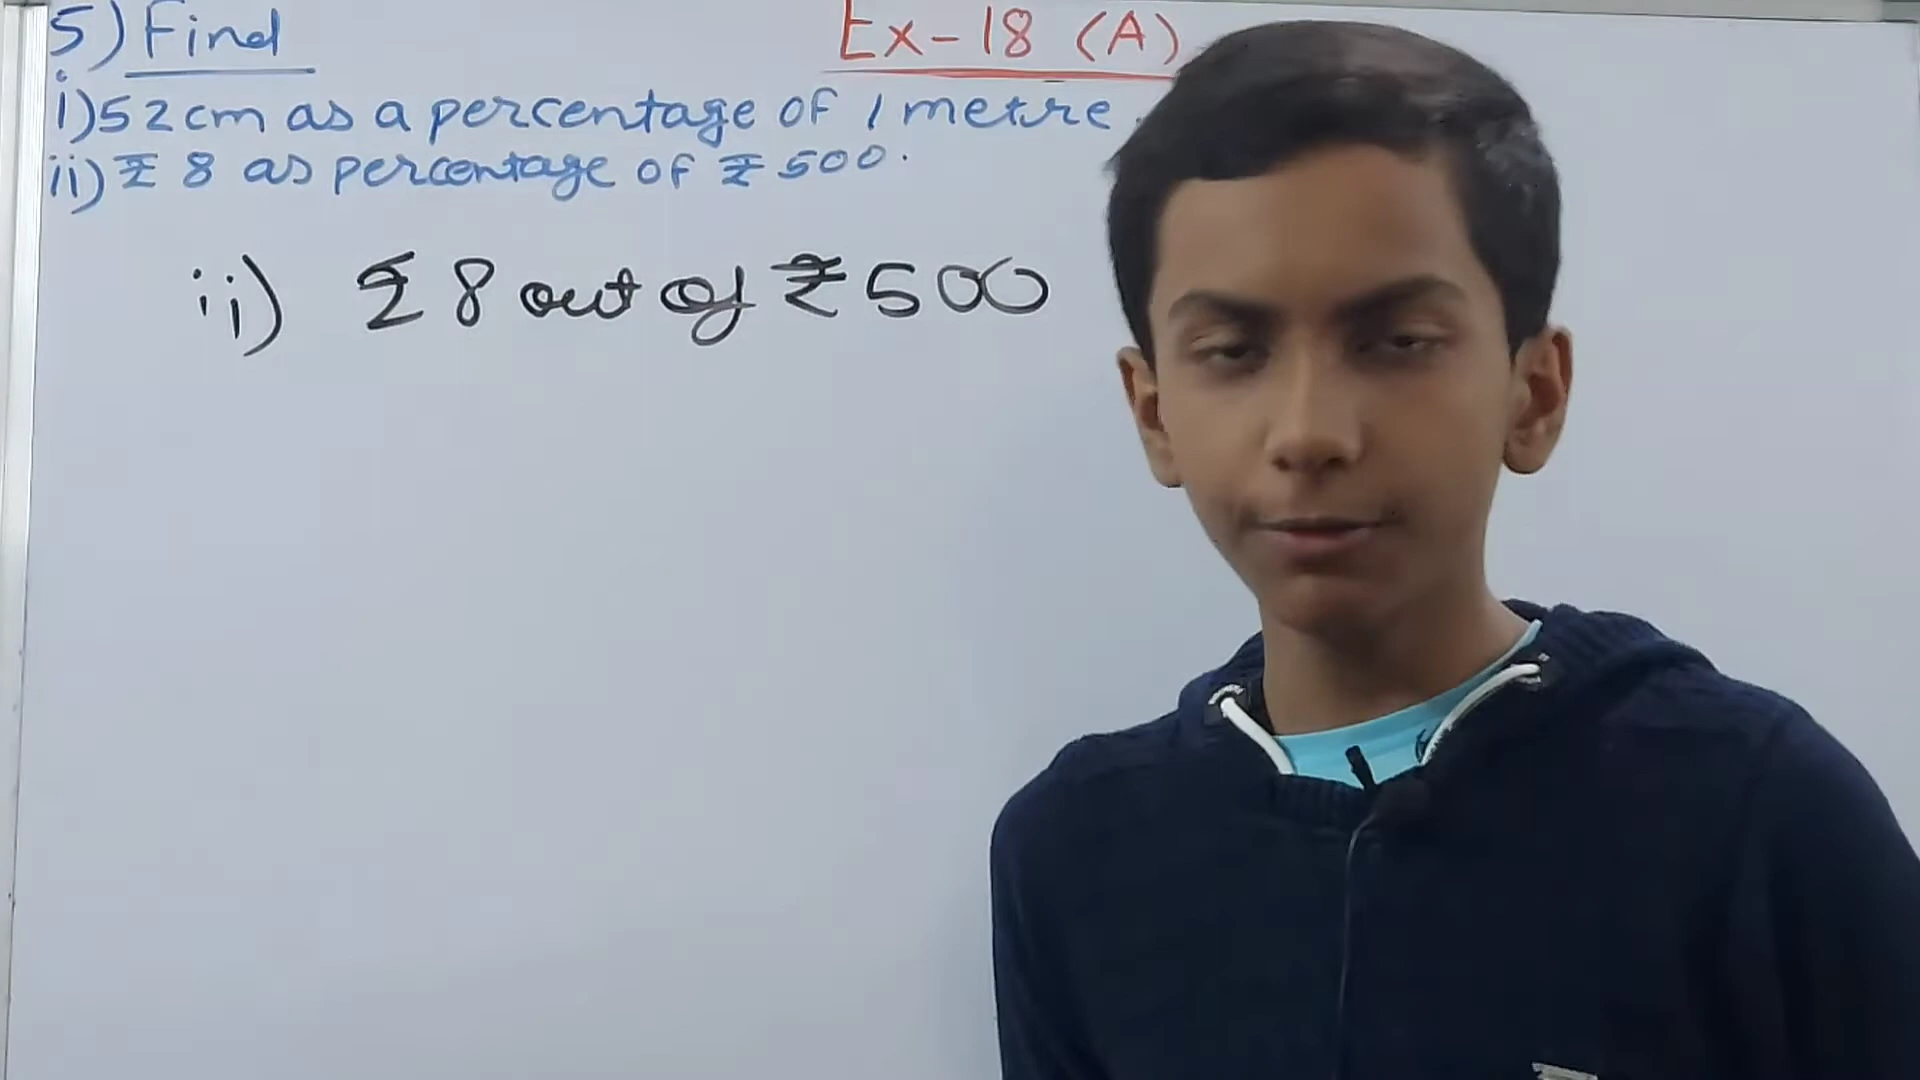 5) Find
Ex-18 (A)
i) 52 cm as a percentage of 1 metre.
ii) ₹ 8 as percentage of ₹ 500.
ii) ₹ 8 out of ₹ 500